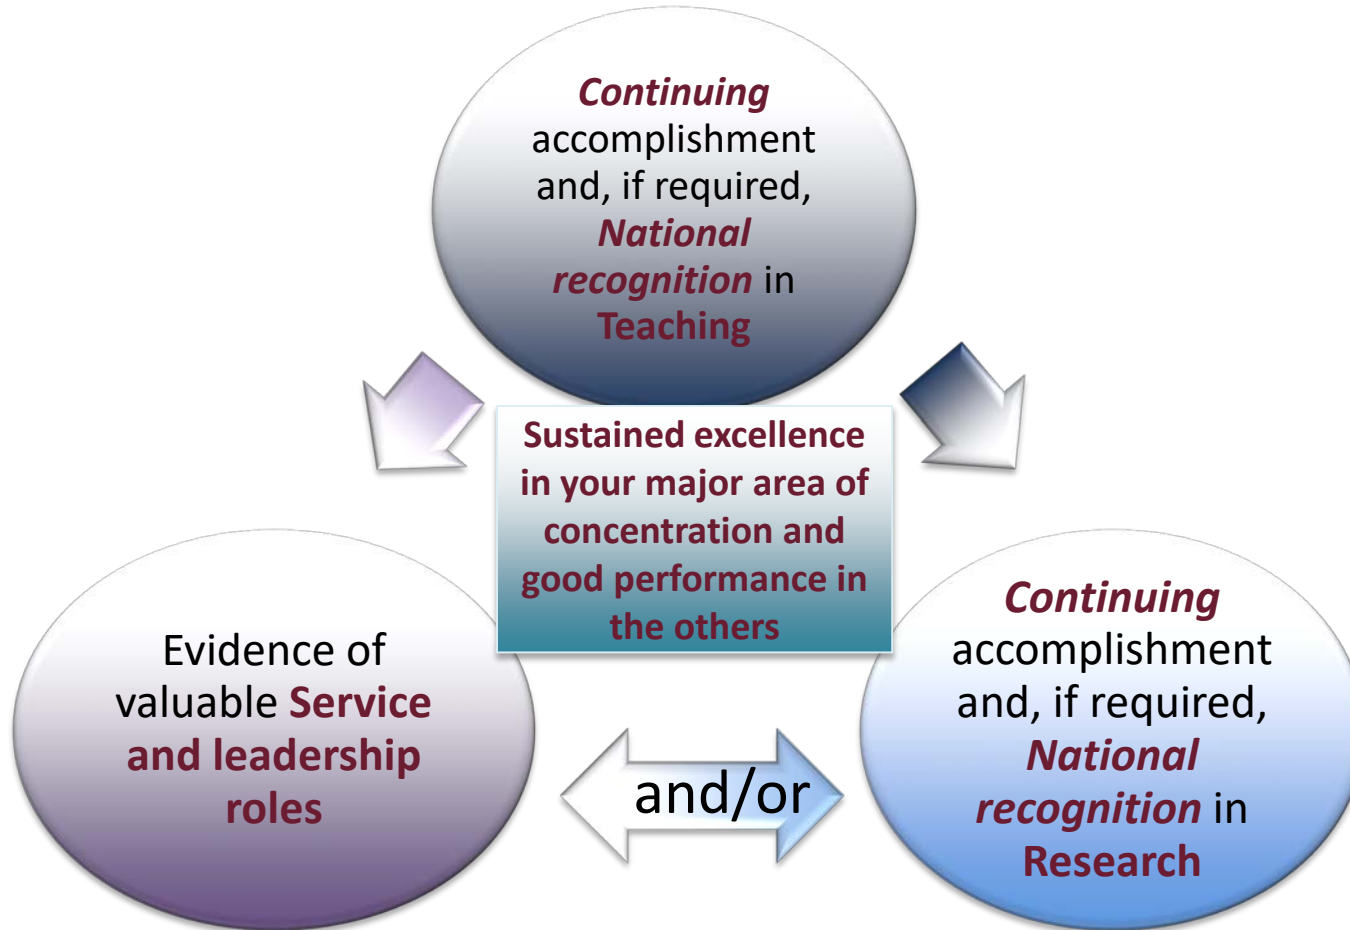 Continuing
accomplishment
and, if required,
National
recognition in
Teaching
Sustained excellence
in your major area of
concentration and
good performance in
the others
Evidence of
valuable Service
and leadership
roles
and/or
Continuing
accomplishment
and, if required,
National
recognition in
Research